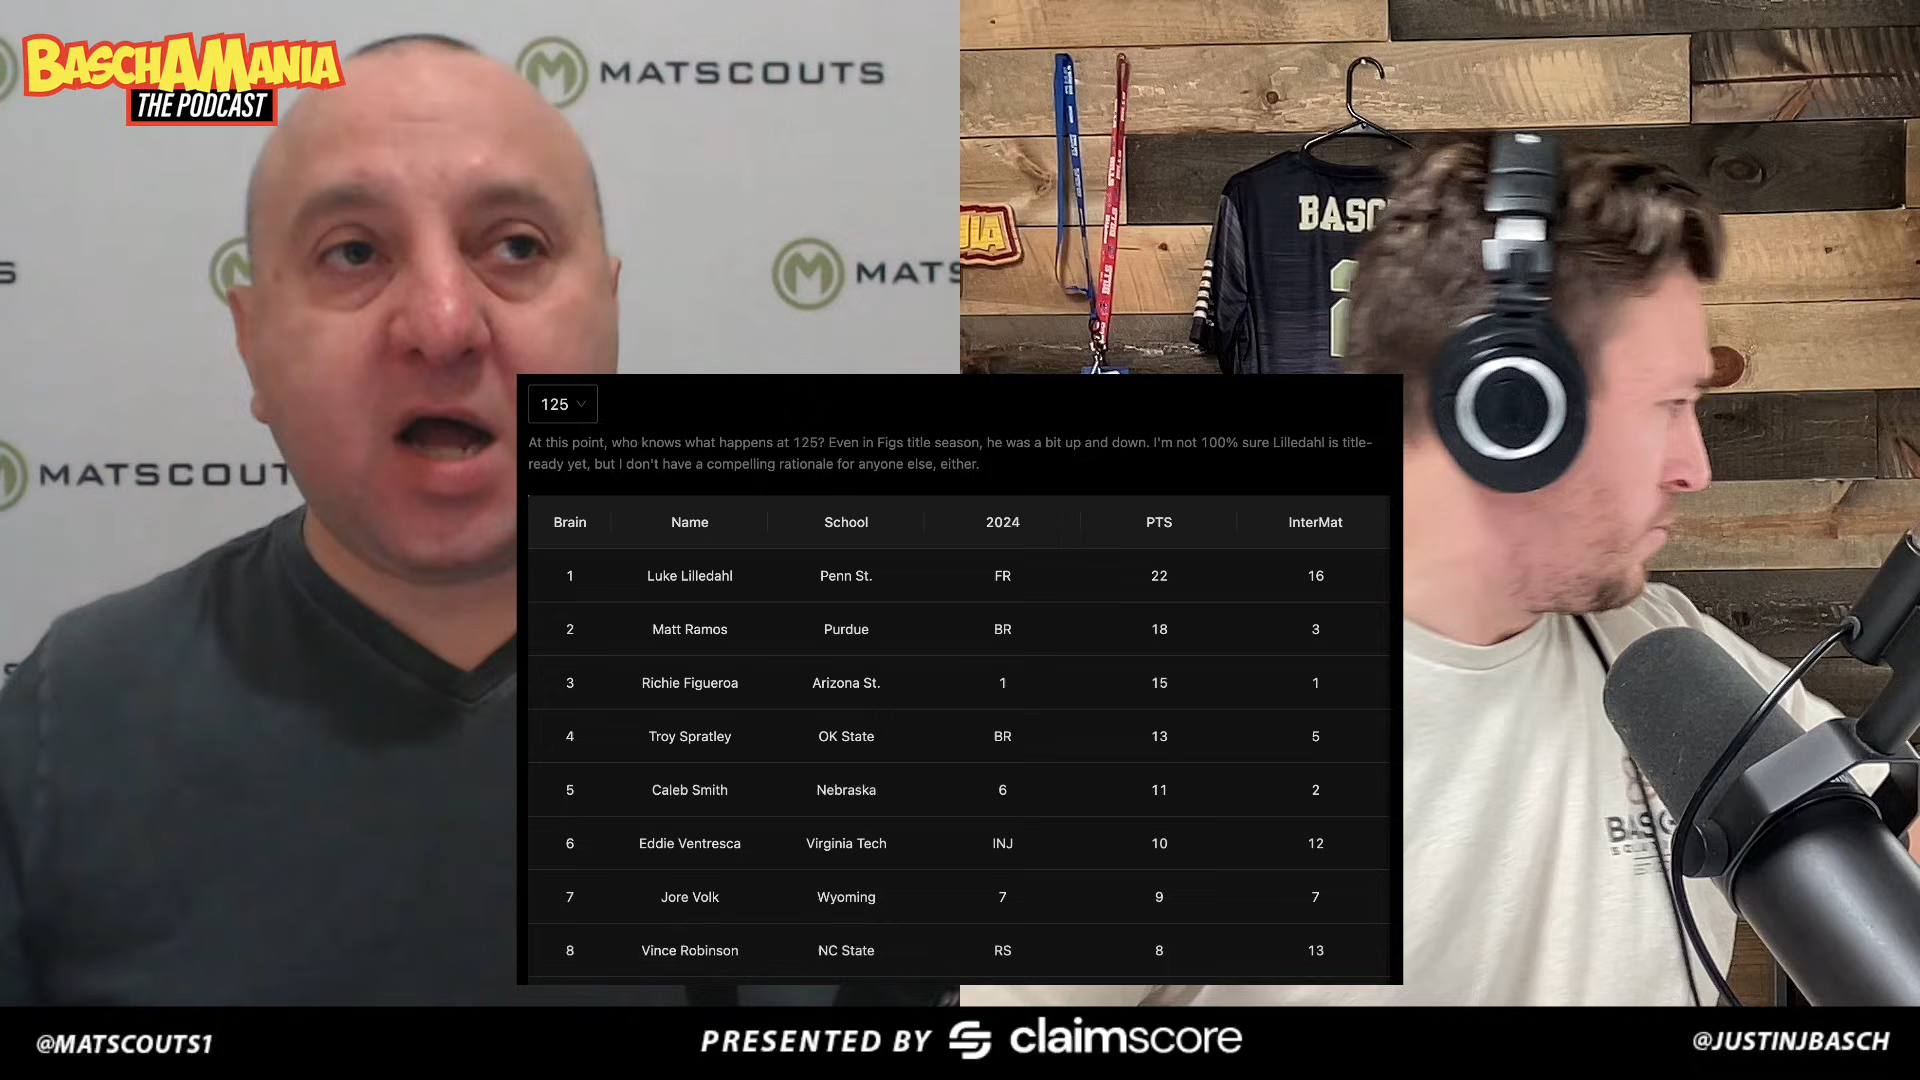 BASCHAMANIA
THE PODCAST
MATSCOUTS
MATS
MATSCOUT
BASC
125
At this point, who knows what happens at 125? Even in Figs title season, he was a bit up and down. I'm not 100% sure Lilledahl is title-
ready yet, but I don't have a compelling rationale for anyone else, either.
Brain Name School 2024 PTS InterMat
1 Luke Lilledahl Penn St. FR 22 16
2 Matt Ramos Purdue BR 18 3
3 Richie Figueroa Arizona St. 1 15 1
4 Troy Spratley OK State BR 13 5
5 Caleb Smith Nebraska 6 11 2
6 Eddie Ventresca Virginia Tech INJ 10 12
7 Jore Volk Wyoming 7 9 7
8 Vince Robinson NC State RS 8 13
BASC
@MATSCOUTS1
PRESENTED BY claimscore
@JUSTINJBASCH